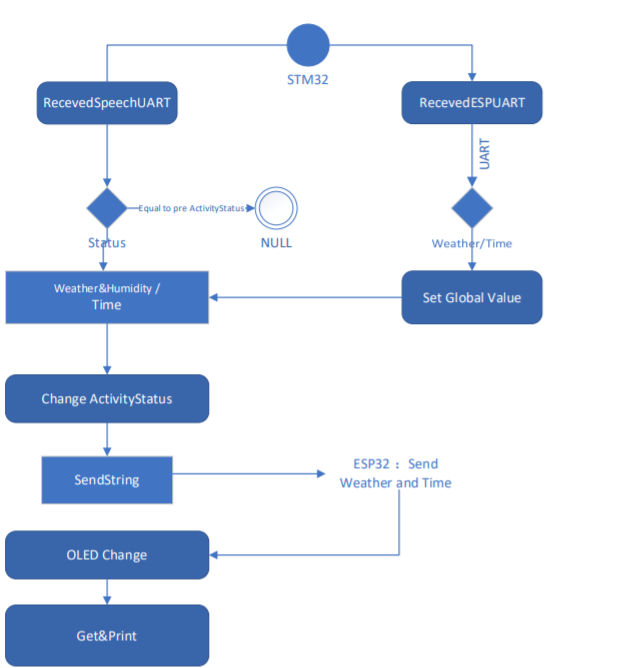 STM32
RecevedSpeechUART
RecevedESPUART
UART
Equal to pre ActivityStatus
Status
NULL
Weather/Time
Weather&Humidity /
Time
Set Global Value
Change ActivityStatus
SendString
ESP32 ：Send
Weather and Time
OLED Change
Get&Print